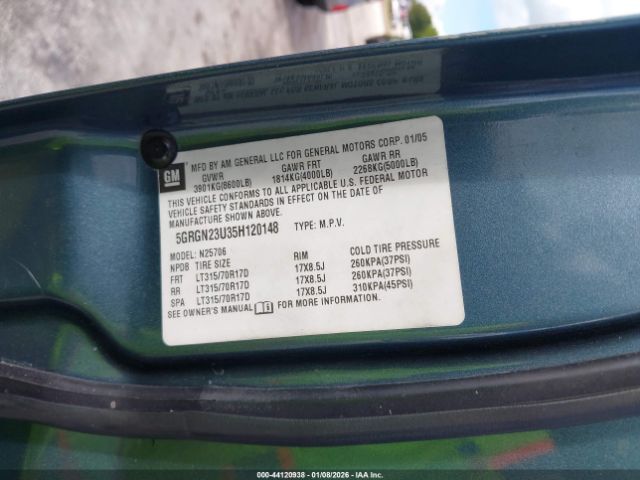 GM
MFD BY AM GENERAL LLC FOR GENERAL MOTORS CORP. 01/05
GVWR GAWR FRT GAWR RR
3901KG(8600LB) 1814KG(4000LB) 2268KG(5000LB)
THIS VEHICLE CONFORMS TO ALL APPLICABLE U.S. FEDERAL MOTOR
VEHICLE SAFETY STANDARDS IN EFFECT ON THE DATE OF
MANUFACTURE SHOWN ABOVE.
5GRGN23U35H120148 TYPE: M.P.V.
MODEL: N25706
NPDB TIRE SIZE RIM COLD TIRE PRESSURE
FRT LT315/70R17D 17X8.5J 260KPA(37PSI)
RR LT315/70R17D 17X8.5J 260KPA(37PSI)
SPA LT315/70R17D 17X8.5J 310KPA(45PSI)
SEE OWNER'S MANUAL FOR MORE INFORMATION.
000-44120938 - 01/08/2026 - IAA Inc.